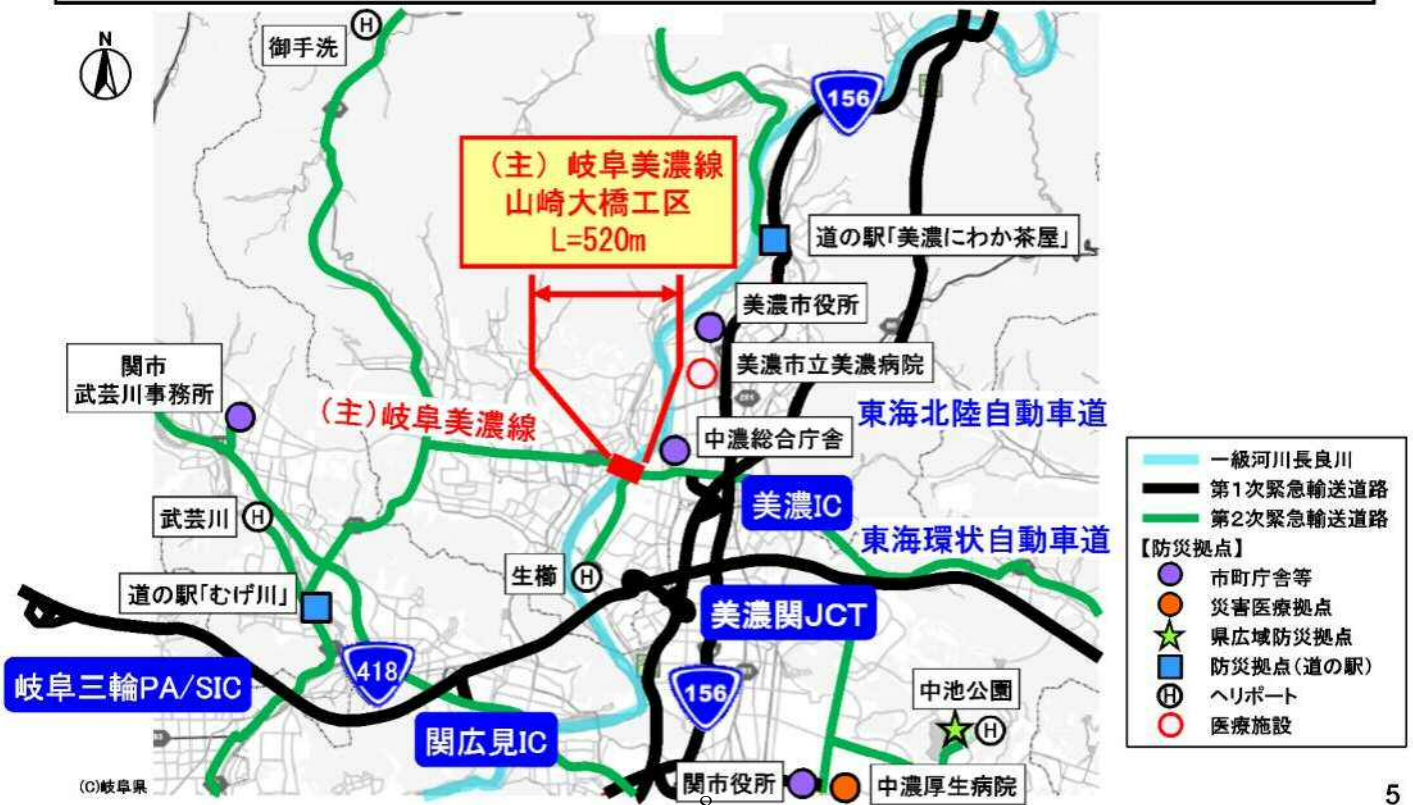 N
御手洗
156
(主) 岐阜美濃線
山崎大橋工区
L=520m
道の駅「美濃にわか茶屋」
美濃市役所
関市
武芸川事務所
美濃市立美濃病院
(主)岐阜美濃線
東海北陸自動車道
中濃総合庁舎
美濃IC
武芸川
東海環状自動車道
生櫛
道の駅「むげ川」
美濃関JCT
418
岐阜三輪PA/SIC
156
中池公園
関広見IC
関市役所
中濃厚生病院
(C)岐阜県
一級河川長良川
第1次緊急輸送道路
第2次緊急輸送道路
【防災拠点】
市町庁舎等
災害医療拠点
県広域防災拠点
防災拠点(道の駅)
H ヘリポート
医療施設
5